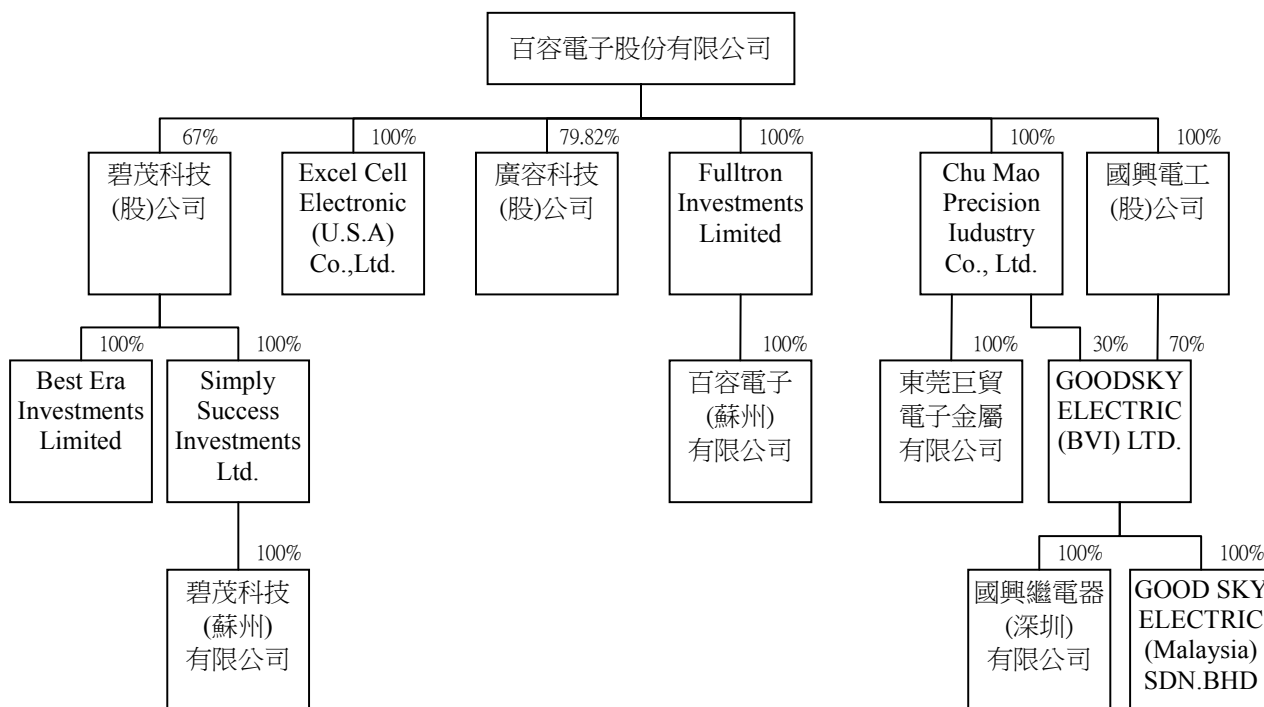 百容電子股份有限公司
67%
100%
79.82%
100%
100%
100%
碧茂科技
(股)公司
Excel Cell
Electronic
(U.S.A)
Co.,Ltd.
廣容科技
(股)公司
Fulltron
Investments
Limited
Chu Mao
Precision
Iudustry
Co., Ltd.
國興電工
(股)公司
100%
100%
100%
100%
30%
70%
Best Era
Investments
Limited
Simply
Success
Investments
Ltd.
百容電子
(蘇州)
有限公司
東莞巨貿
電子金屬
有限公司
GOODSKY
ELECTRIC
(BVI) LTD.
100%
100%
100%
碧茂科技
(蘇州)
有限公司
國興繼電器
(深圳)
有限公司
GOOD SKY
ELECTRIC
(Malaysia)
SDN.BHD